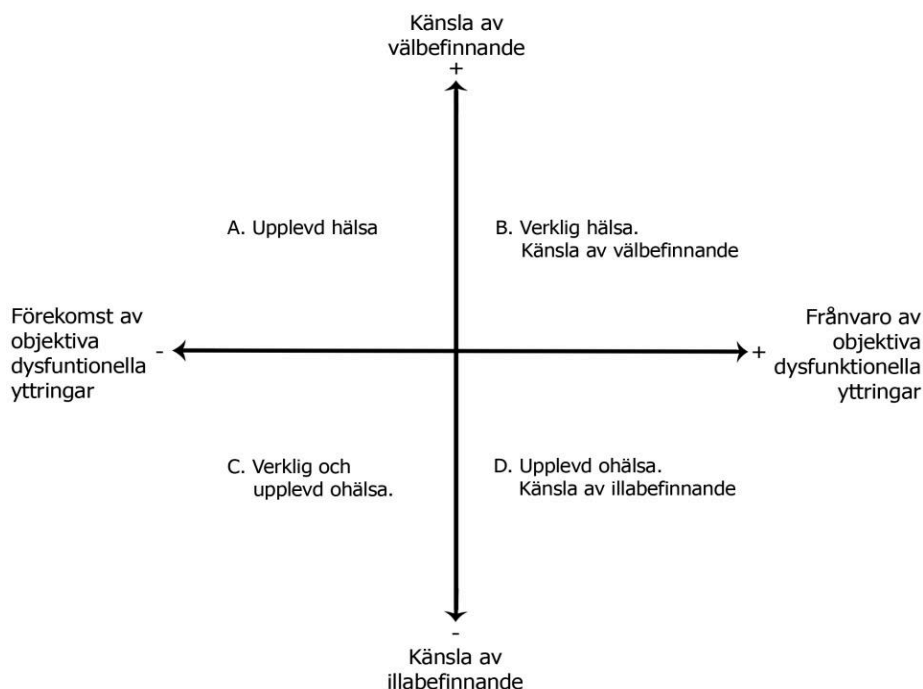 Känsla av
välbefinnande
+
A. Upplevd hälsa
B. Verklig hälsa.
Känsla av välbefinnande
Förekomst av
objektiva
dysfuntionella
yttringar
-
+
Frånvaro av
objektiva
dysfunktionella
yttringar
C. Verklig och
upplevd ohälsa.
D. Upplevd ohälsa.
Känsla av illabefinnande
-
Känsla av
illabefinnande